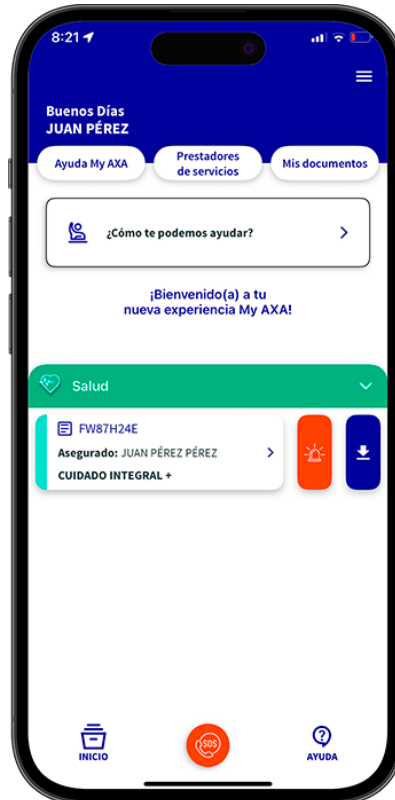 8:21
Buenos Días
JUAN PÉREZ
Ayuda My AXA
Prestadores
de servicios
Mis documentos
¿Cómo te podemos ayudar?
¡Bienvenido(a) a tu
nueva experiencia My AXA!
Salud
FW87H24E
Asegurado: JUAN PÉREZ PÉREZ
CUIDADO INTEGRAL +
INICIO
SOS
AYUDA